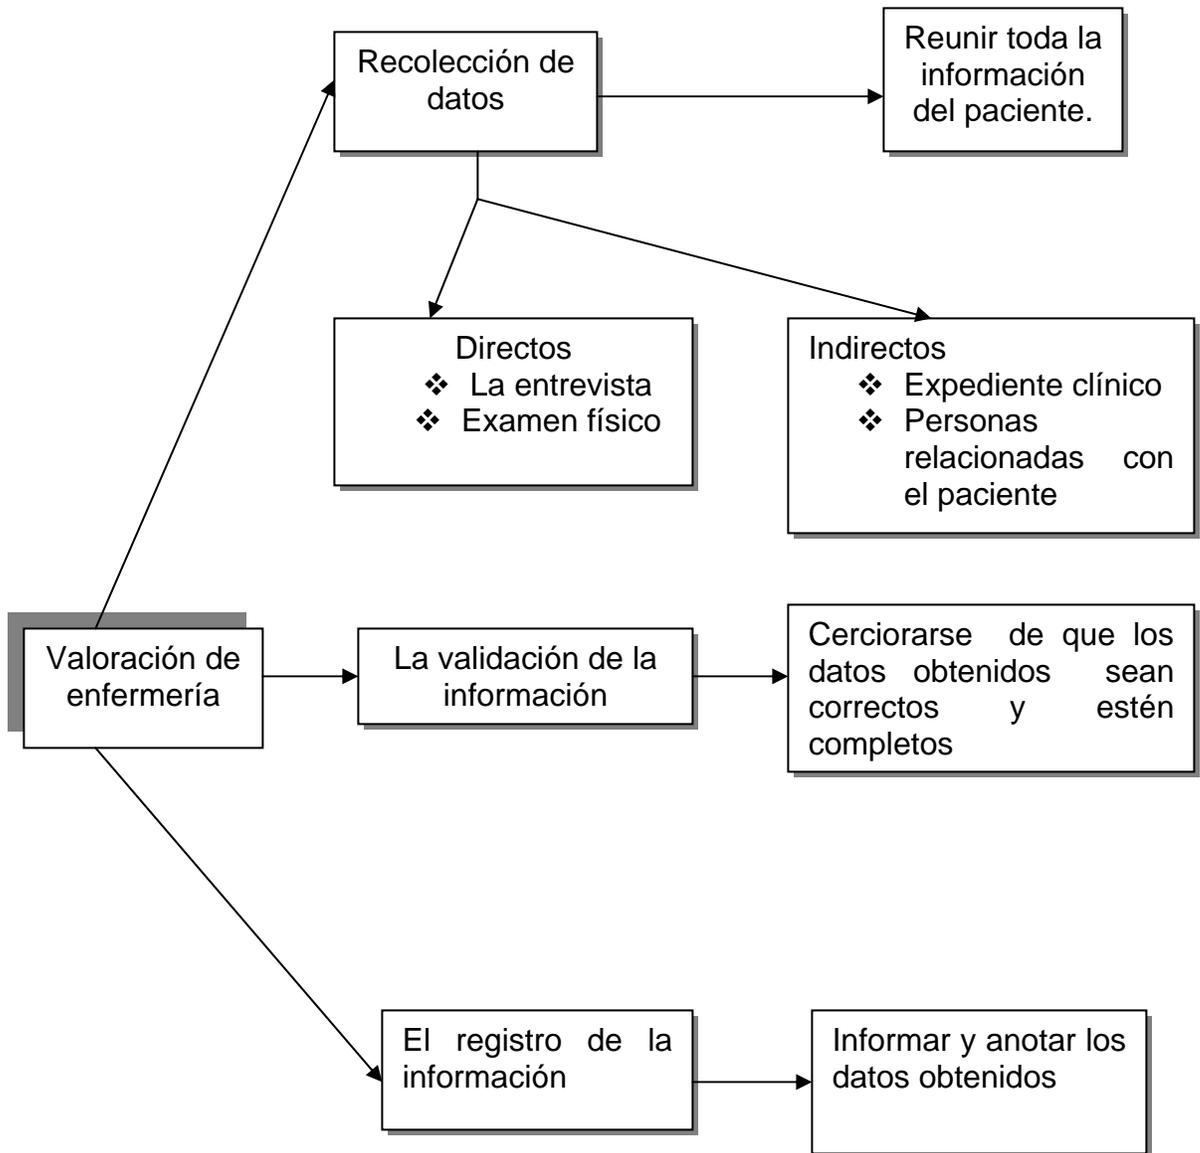 Recolección de
datos
Reunir toda la
información
del paciente.
Directos
❖ La entrevista
❖ Examen físico
Indirectos
❖ Expediente clínico
❖ Personas
relacionadas con
el paciente
Valoración de
enfermería
La validación de la
información
Cerciorarse de que los
datos obtenidos sean
correctos y estén
completos
El registro de la
información
Informar y anotar los
datos obtenidos